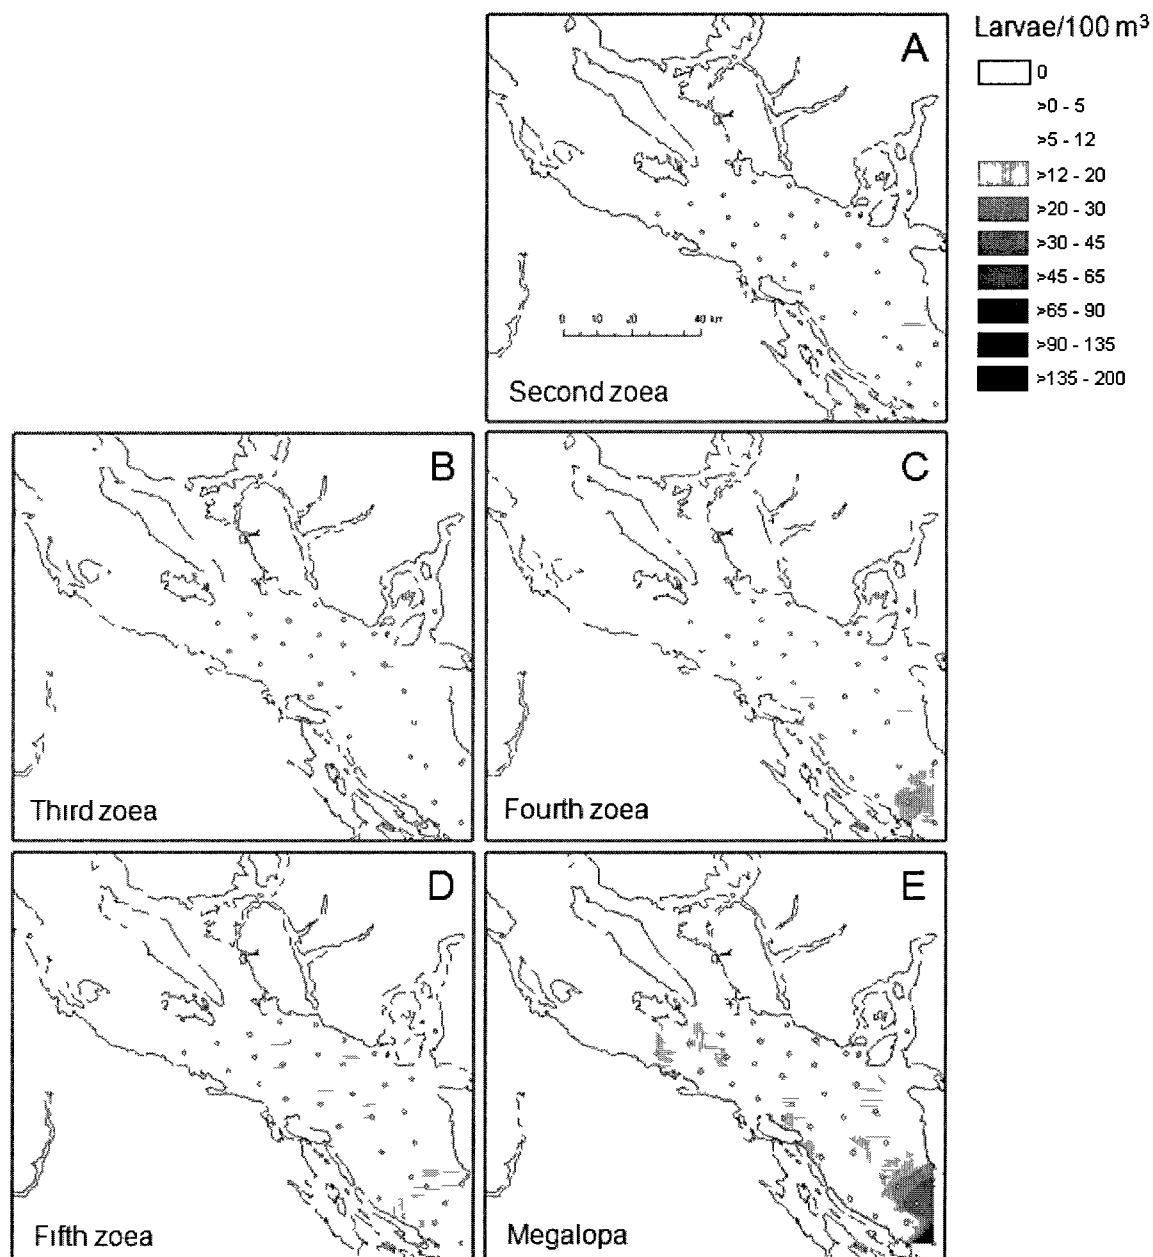 A
Larvae/100 m³
0
>0 - 5
>5 - 12
>12 - 20
>20 - 30
>30 - 45
>45 - 65
>65 - 90
>90 - 135
>135 - 200
0 10 20 40 km
Second zoea
B
C
Third zoea
Fourth zoea
D
E
Fifth zoea
Megalopa